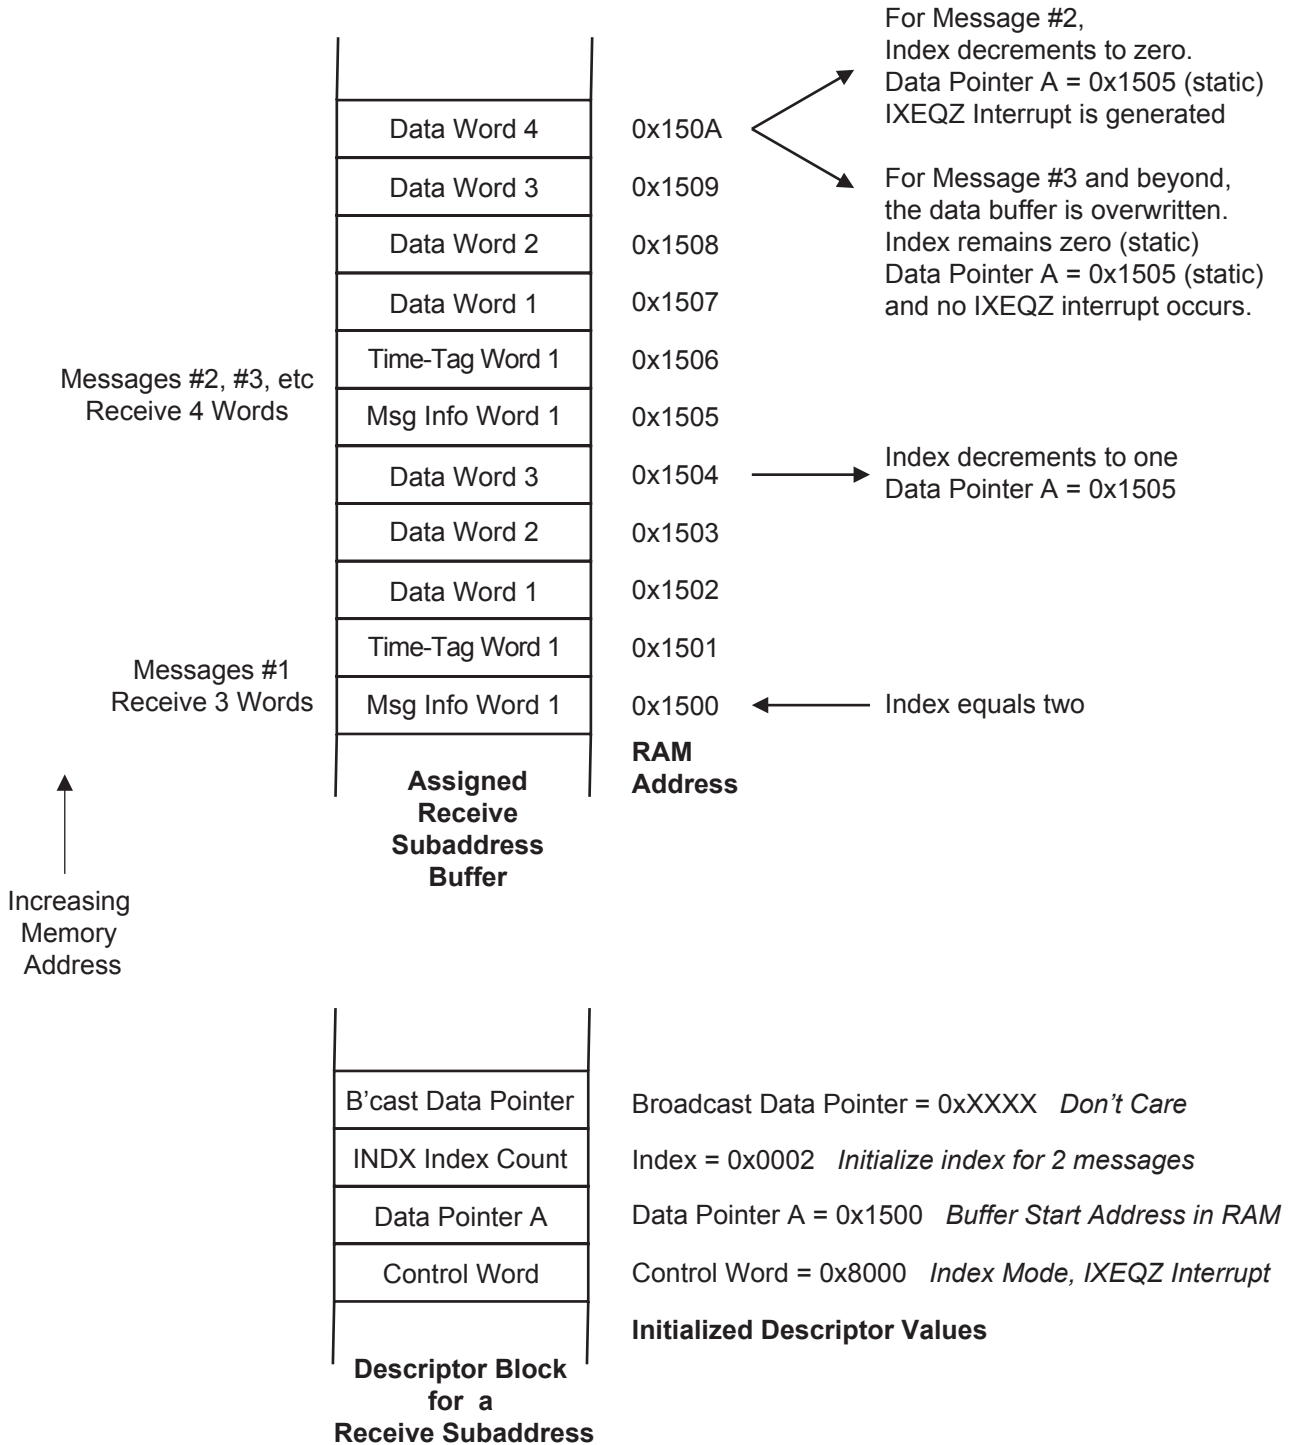 For Message #2,
Index decrements to zero.
Data Pointer A = 0x1505 (static)
IXEQZ Interrupt is generated
Data Word 4 0x150A
For Message #3 and beyond,
the data buffer is overwritten.
Index remains zero (static)
Data Pointer A = 0x1505 (static)
and no IXEQZ interrupt occurs.
Data Word 3 0x1509
Data Word 2 0x1508
Data Word 1 0x1507
Time-Tag Word 1 0x1506
Messages #2, #3, etc
Receive 4 Words
Msg Info Word 1 0x1505
Data Word 3 0x1504
Index decrements to one
Data Pointer A = 0x1505
Data Word 2 0x1503
Data Word 1 0x1502
Time-Tag Word 1 0x1501
Messages #1
Receive 3 Words
Msg Info Word 1 0x1500 Index equals two
RAM
Address
Assigned
Receive
Subaddress
Buffer
Increasing
Memory
Address
B'cast Data Pointer Broadcast Data Pointer = 0xXXXX Don't Care
INDX Index Count Index = 0x0002 Initialize index for 2 messages
Data Pointer A Data Pointer A = 0x1500 Buffer Start Address in RAM
Control Word Control Word = 0x8000 Index Mode, IXEQZ Interrupt
Initialized Descriptor Values
Descriptor Block
for a
Receive Subaddress